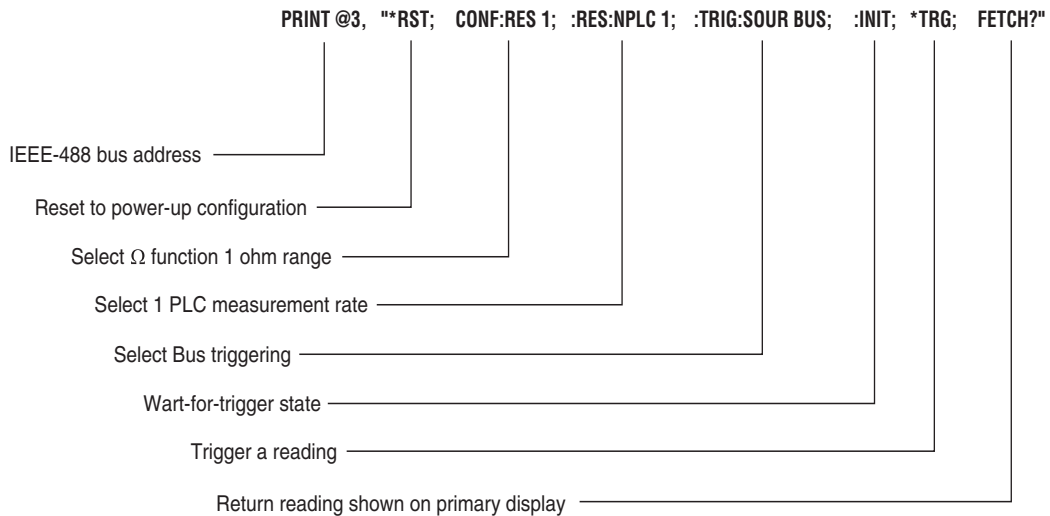 PRINT @3, "*RST; CONF:RES 1; :RES:NPLC 1; :TRIG:SOUR BUS; :INIT; *TRG; FETCH?"
IEEE-488 bus address
Reset to power-up configuration
Select Ω function 1 ohm range
Select 1 PLC measurement rate
Select Bus triggering
Wart-for-trigger state
Trigger a reading
Return reading shown on primary display